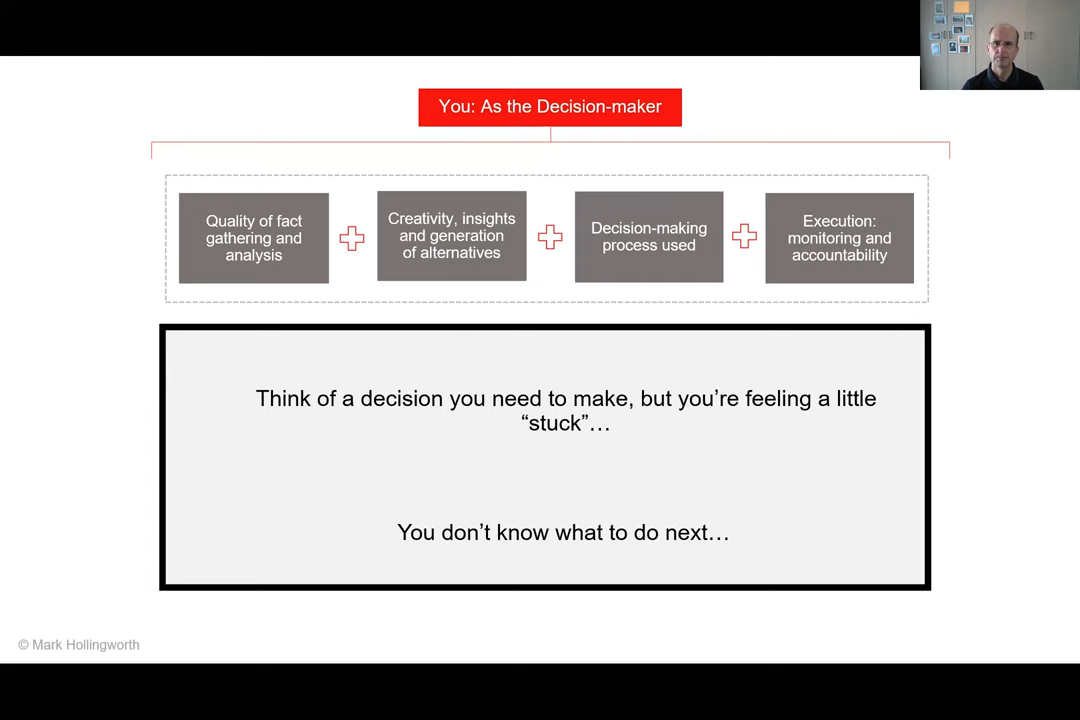 You: As the Decision-maker
Quality of fact
gathering and
analysis
Creativity, insights
and generation
of alternatives
Decision-making
process used
Execution:
monitoring and
accountability
Think of a decision you need to make, but you’re feeling a little
“stuck”…
You don’t know what to do next…
© Mark Hollingworth